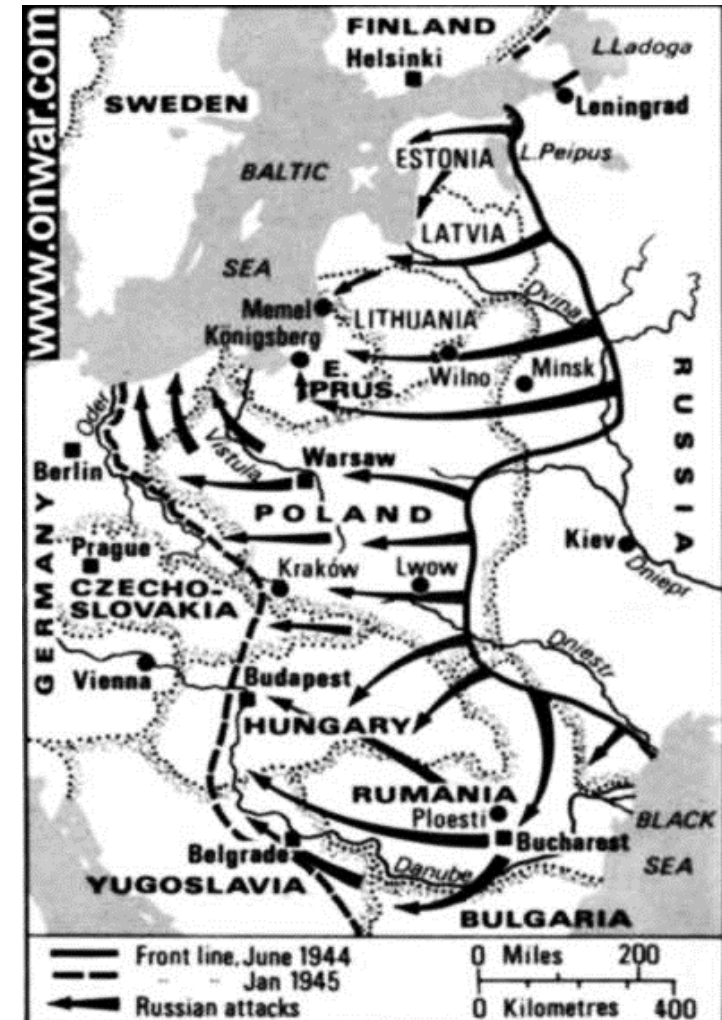 www.onwar.com
FINLAND
Helsinki
L.Ladoga
Leningrad
SWEDEN
ESTONIA
L.Peipus
BALTIC
LATVIA
SEA
Dvina
Memel
LITHUANIA
Königsberg
E.
PRUS.
Wilno
Minsk
RUSSIA
Oder
Vistula
Berlin
Warsaw
POLAND
Kiev
Dniepr
GERMANY
Prague
Kraków
Lwow
CZECHO-
SLOVAKIA
Dniestr
Vienna
Budapest
HUNGARY
RUMANIA
Ploesti
BLACK
SEA
Bucharest
Belgrade
Danube
YUGOSLAVIA
BULGARIA
Front line, June 1944
" " Jan 1945
Russian attacks
0 Miles 200
0 Kilometres 400